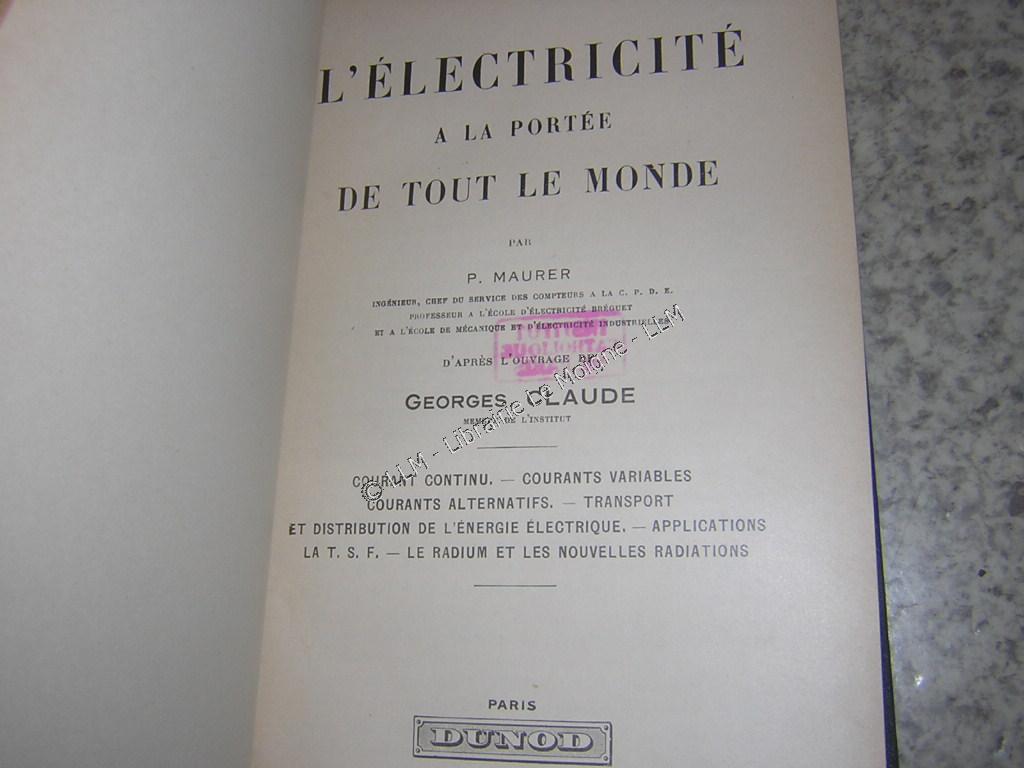 L'ÉLECTRICITÉ
A LA PORTÉE
DE TOUT LE MONDE
PAR
P. MAURER
INGÉNIEUR, CHEF DU SERVICE DES COMPTEURS A LA C. P. D. E.
PROFESSEUR A L'ÉCOLE D'ÉLECTRICITÉ BRÉGUET
ET A L'ÉCOLE DE MÉCANIQUE ET D'ÉLECTRICITÉ INDUSTRIELLES
D'APRÈS L'OUVRAGE DE
GEORGES CLAUDE
MEMBRE DE L'INSTITUT
COURANT CONTINU. — COURANTS VARIABLES
COURANTS ALTERNATIFS. — TRANSPORT
ET DISTRIBUTION DE L'ÉNERGIE ÉLECTRIQUE. — APPLICATIONS
LA T. S. F. — LE RADIUM ET LES NOUVELLES RADIATIONS
PARIS
DUNOD
© LLM - Librairie Le Moigne - LLM